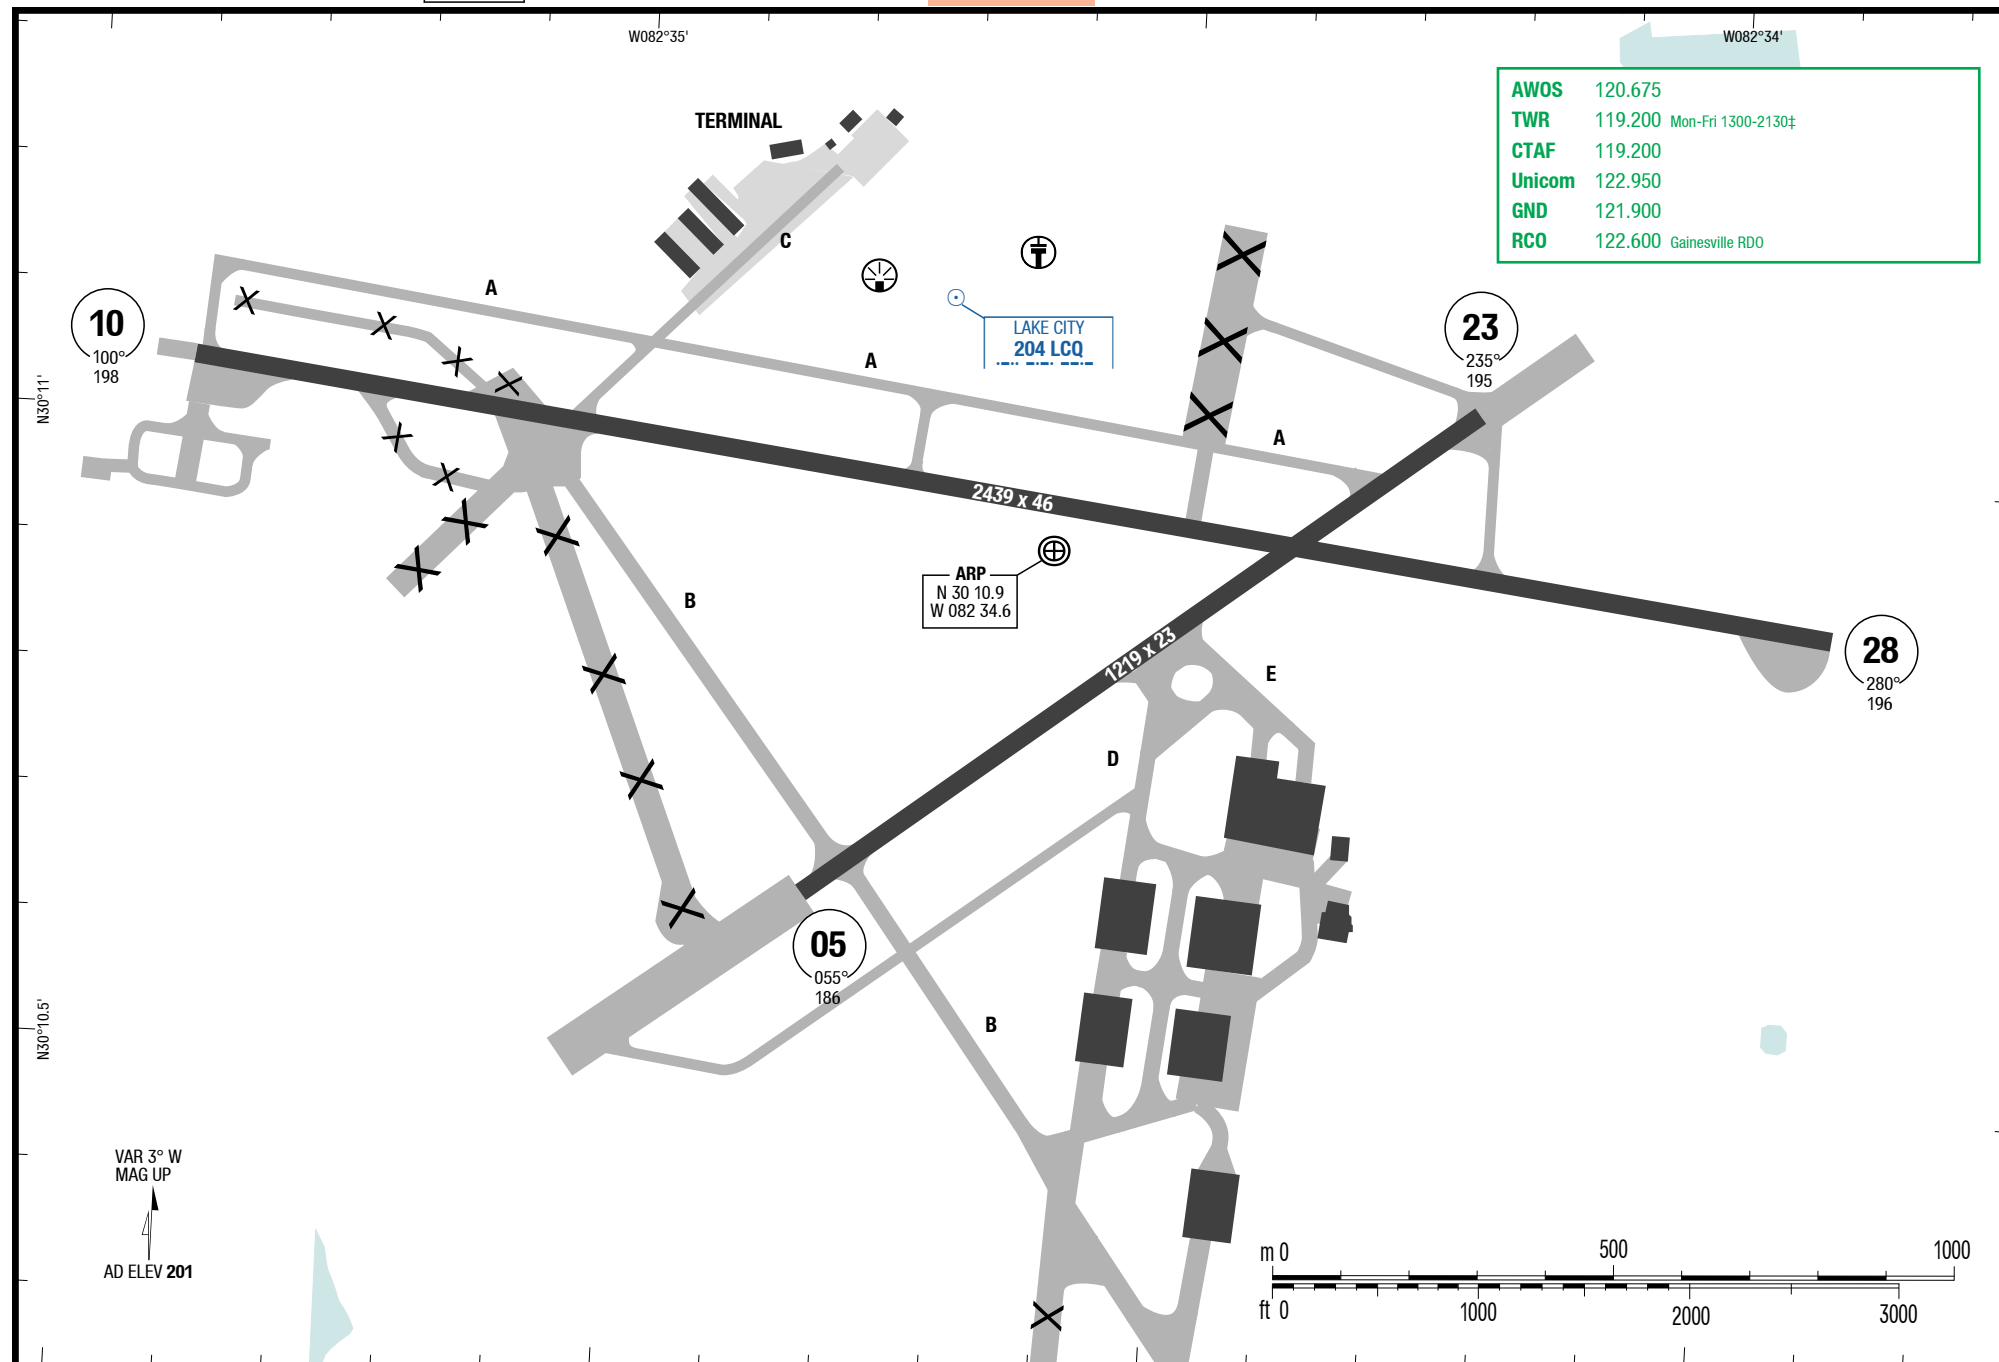 W082°35'
W082°34'
AWOS 120.675
TWR 119.200 Mon-Fri 1300-2130‡
CTAF 119.200
Unicom 122.950
GND 121.900
RCO 122.600 Gainesville RDO
TERMINAL
C
A
10
100°
198
LAKE CITY
204 LCQ
23
235°
195
A
A
N30°11'
2439 x 46
ARP
N 30 10.9
W 082 34.6
B
1219 x 23
E
28
280°
196
D
05
055°
186
B
N30°10.5'
VAR 3° W
MAG UP
AD ELEV 201
m 0 500 1000
ft 0 1000 2000 3000